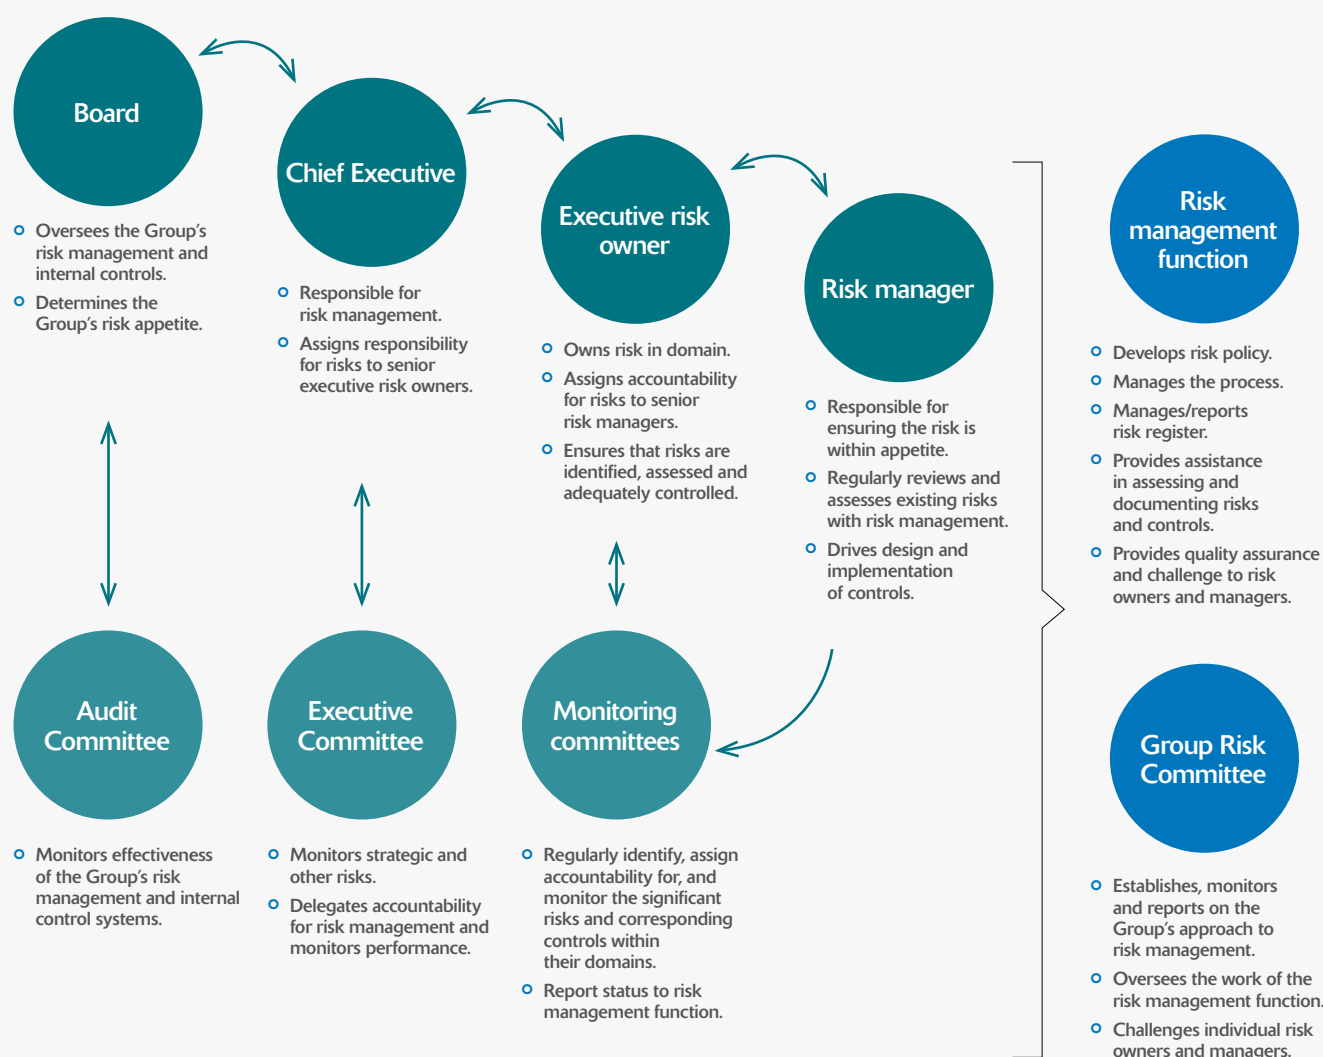 Board
Oversees the Group's
risk management and
internal controls.
Determines the
Group's risk appetite.
Chief Executive
Responsible for
risk management.
Assigns responsibility
for risks to senior
executive risk owners.
Executive risk
owner
Owns risk in domain.
Assigns accountability
for risks to senior
risk managers.
Ensures that risks are
identified, assessed and
adequately controlled.
Risk manager
Responsible for
ensuring the risk is
within appetite.
Regularly reviews and
assesses existing risks
with risk management.
Drives design and
implementation
of controls.
Audit
Committee
Monitors effectiveness
of the Group's risk
management and internal
control systems.
Executive
Committee
Monitors strategic and
other risks.
Delegates accountability
for risk management and
monitors performance.
Monitoring
committees
Regularly identify, assign
accountability for, and
monitor the significant
risks and corresponding
controls within
their domains.
Report status to risk
management function.
Risk
management
function
Develops risk policy.
Manages the process.
Manages/reports
risk register.
Provides assistance
in assessing and
documenting risks
and controls.
Provides quality assurance
and challenge to risk
owners and managers.
Group Risk
Committee
Establishes, monitors
and reports on the
Group's approach to
risk management.
Oversees the work of the
risk management function.
Challenges individual risk
owners and managers.